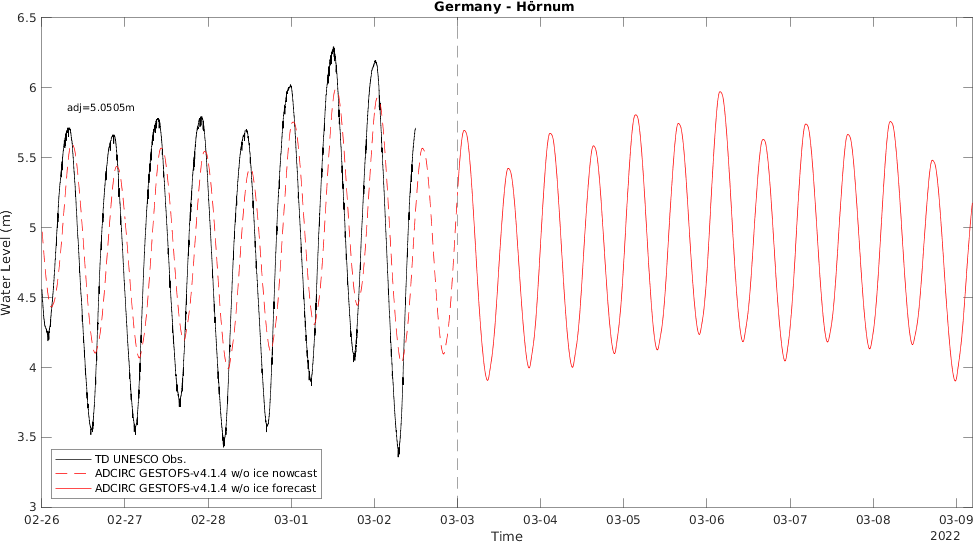 Germany - Hörnum
6.5
6
5.5
5
4.5
4
3.5
3
Water Level (m)
adj=5.0505m
TD UNESCO Obs.
ADCIRC GESTOFS-v4.1.4 w/o ice nowcast
ADCIRC GESTOFS-v4.1.4 w/o ice forecast
02-26 02-27 02-28 03-01 03-02 03-03 03-04 03-05 03-06 03-07 03-08 03-09
Time
2022